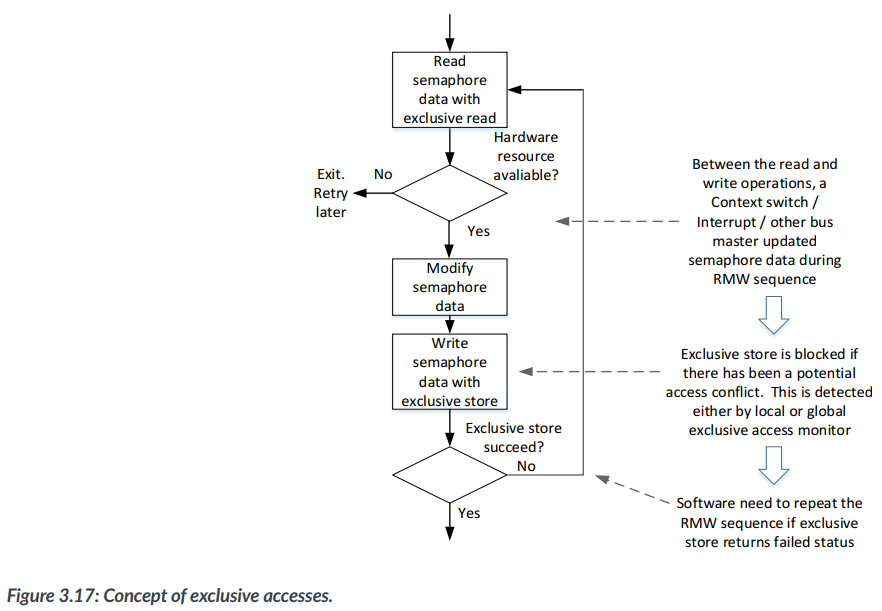 Read
semaphore
data with
exclusive read
Hardware
resource
avaliable?
Exit.
Retry
later
No
Yes
Modify
semaphore
data
Write
semaphore
data with
exclusive store
Exclusive store
succeed?
No
Yes
Between the read and
write operations, a
Context switch /
Interrupt / other bus
master updated
semaphore data during
RMW sequence
Exclusive store is blocked if
there has been a potential
access conflict.  This is detected
either by local or global
exclusive access monitor
Software need to repeat the
RMW sequence if exclusive
store returns failed status
Figure 3.17: Concept of exclusive accesses.